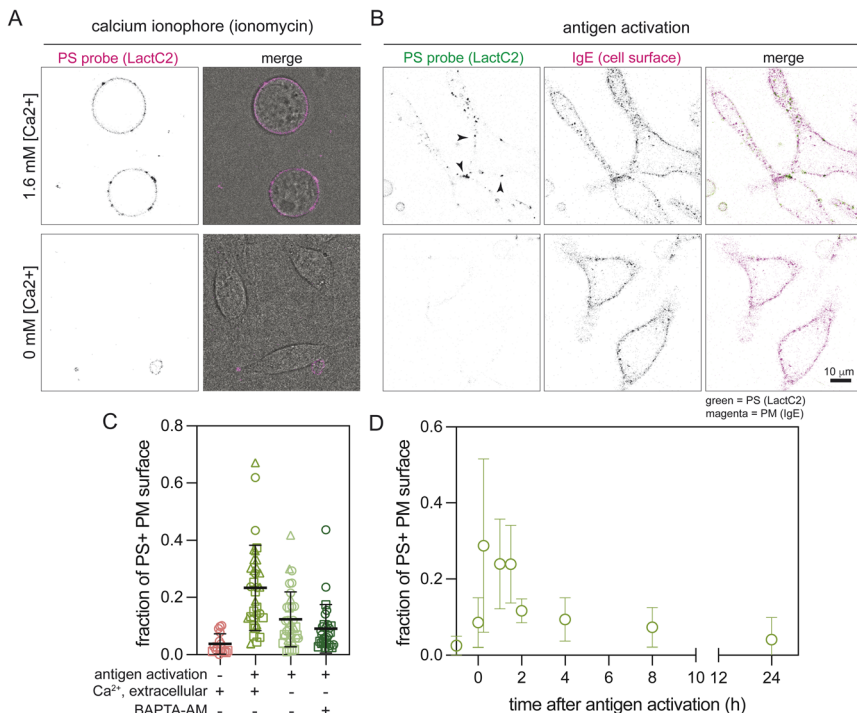 A
calcium ionophore (ionomycin)
PS probe (LactC2)
merge
1.6 mM [Ca2+]
0 mM [Ca2+]
B
antigen activation
PS probe (LactC2)
IgE (cell surface)
merge
10 µm
green = PS (LactC2)
magenta = PM (IgE)
C
fraction of PS+ PM surface
0.8
0.6
0.4
0.2
0.0
antigen activation - + + +
Ca²⁺, extracellular + + - -
BAPTA-AM +
D
fraction of PS+ PM surface
0.6
0.4
0.2
0.0
0 2 4 6 8 10 12 24
time after antigen activation (h)